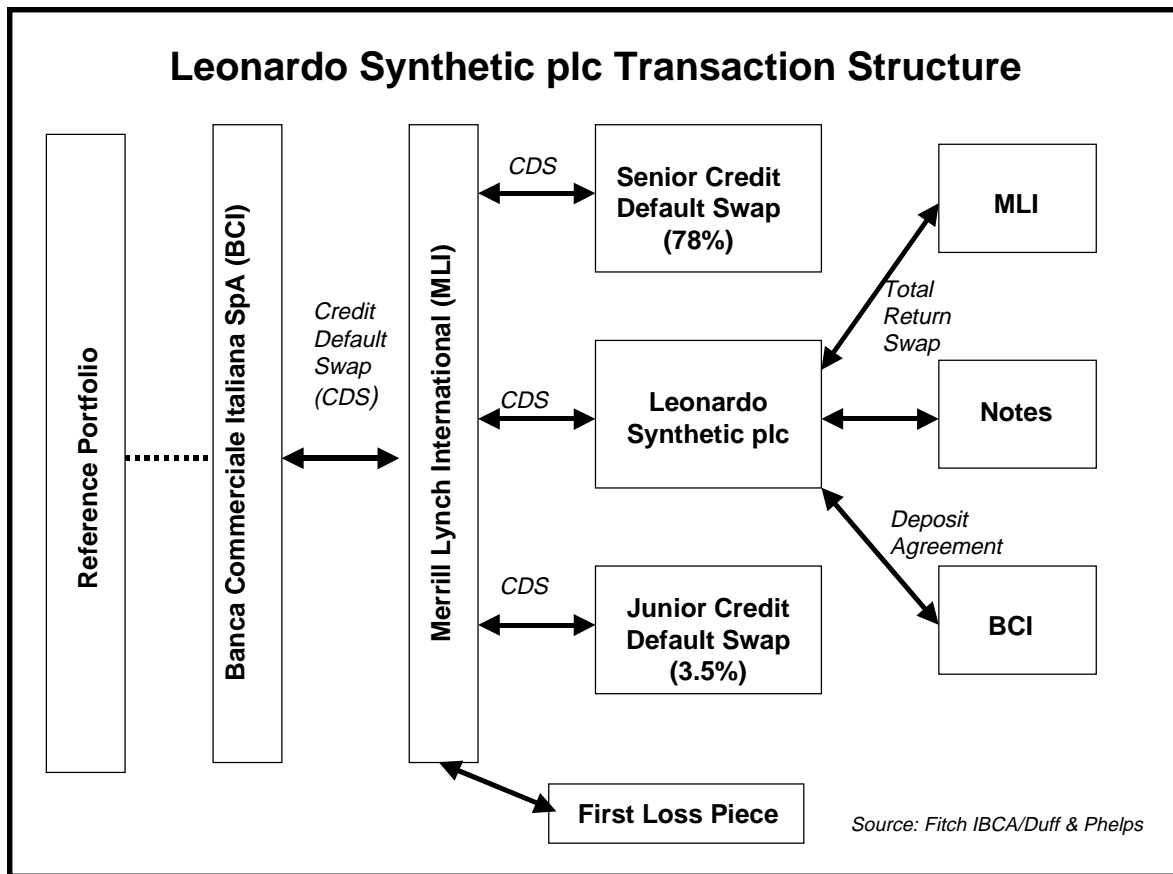 Leonardo Synthetic plc Transaction Structure
Reference Portfolio
Banca Commerciale Italiana SpA (BCI)
Credit
Default
Swap
(CDS)
Merrill Lynch International (MLI)
CDS
Senior Credit
Default Swap
(78%)
CDS
Leonardo
Synthetic plc
CDS
Junior Credit
Default Swap
(3.5%)
First Loss Piece
Total
Return
Swap
MLI
Notes
Deposit
Agreement
BCI
Source: Fitch IBCA/Duff & Phelps